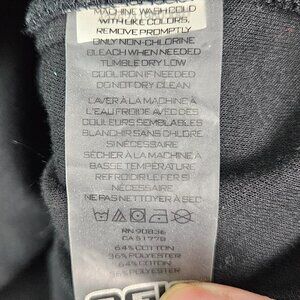 MACHINE WASH COLD
WITH LIKE COLORS,
REMOVE PROMPTLY
ONLY NON-CHLORINE
BLEACH WHEN NEEDED
TUMBLE DRY LOW
COOL IRON IF NEEDED
DO NOT DRY CLEAN
LAVER À LA MACHINE À
L'EAU FROIDE AVEC DES
COULEURS SEMBLABLES
BLANCHIR SANS CHLORE
SI NÉCESSAIRE
SÉCHER À LA MACHINE À
BASSE TEMPÉRATURE
REFROIDIR LE FER SI
NÉCESSAIRE
NE PAS NETTOYER À SEC
RN 90836
CA 51778
64% COTTON
36% POLYESTER
64% COTTON
36% POLYESTER